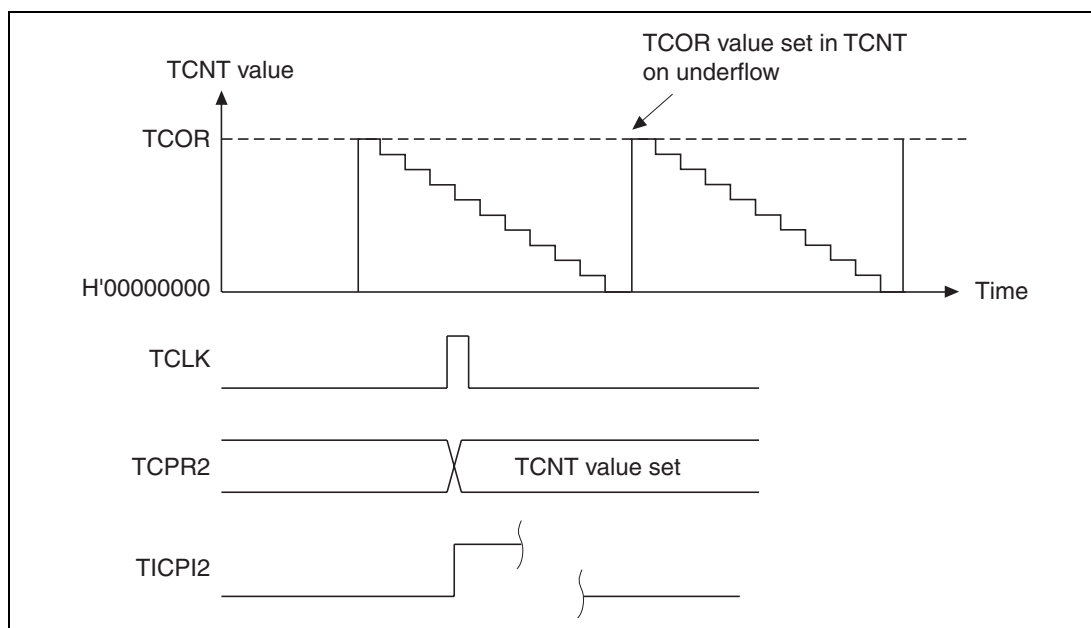 TCOR value set in TCNT
on underflow
TCNT value
TCOR
H'00000000
Time
TCLK
TCPR2
TCNT value set
TICPI2